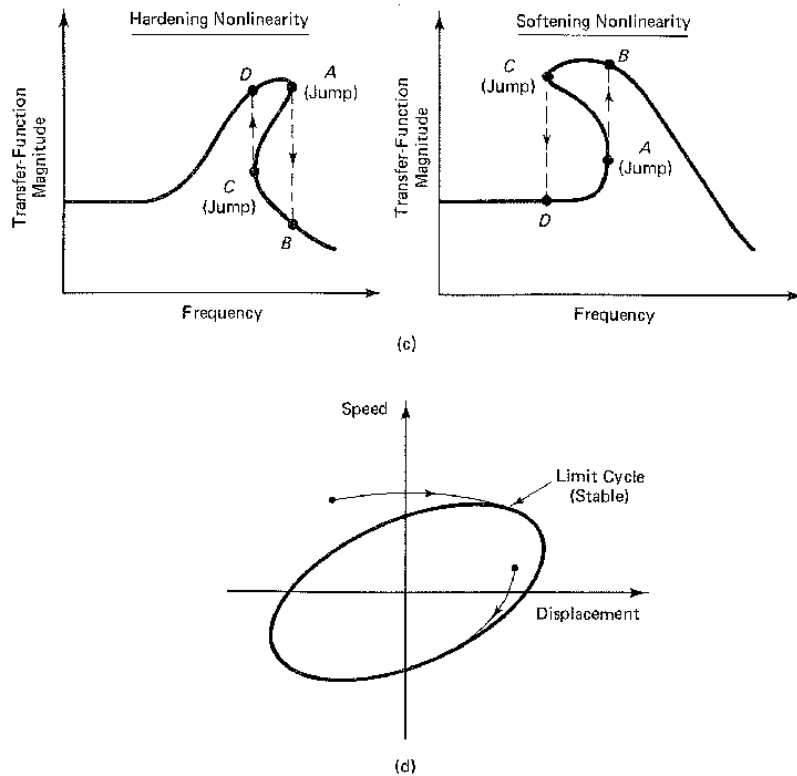 Hardening Nonlinearity
Transfer-Function
Magnitude
D
A
(Jump)
C
(Jump)
B
Frequency
Softening Nonlinearity
Transfer-Function
Magnitude
C
(Jump)
B
A
(Jump)
D
Frequency
(c)
Speed
Limit Cycle
(Stable)
Displacement
(d)